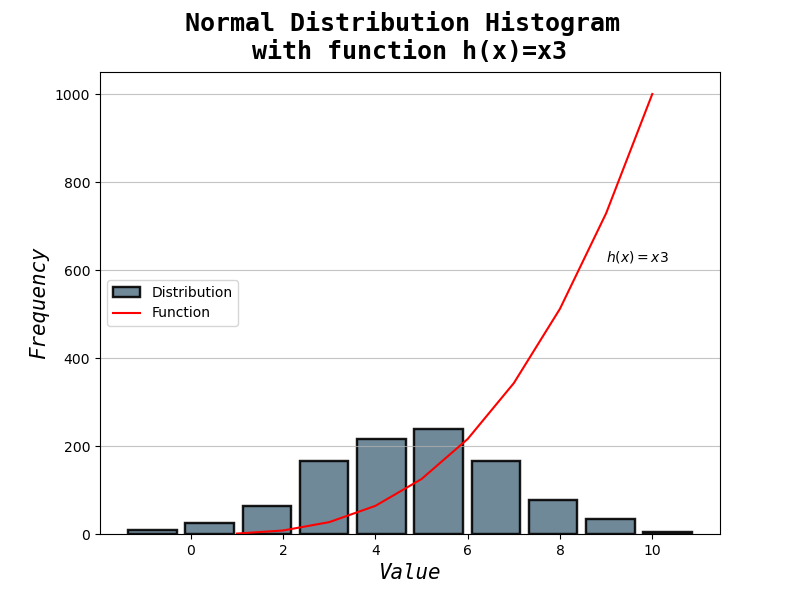 Normal Distribution Histogram
with function h(x)=x3
1000
800
600
400
200
0
Frequency
h(x) = x3
Distribution
Function
0 2 4 6 8 10
Value